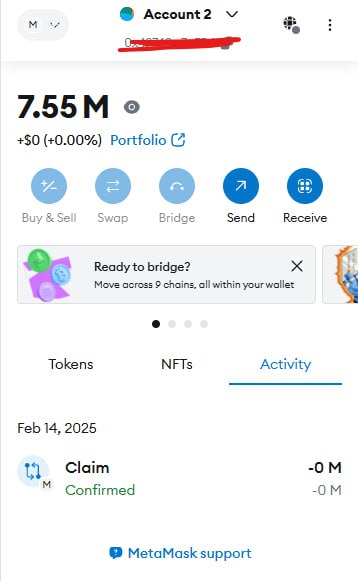 M
Account 2
7.55 M
+$0 (+0.00%) Portfolio
Buy & Sell Swap Bridge Send Receive
Ready to bridge?
Move across 9 chains, all within your wallet
Tokens NFTs Activity
Feb 14, 2025
Claim -0 M
M Confirmed -0 M
MetaMask support